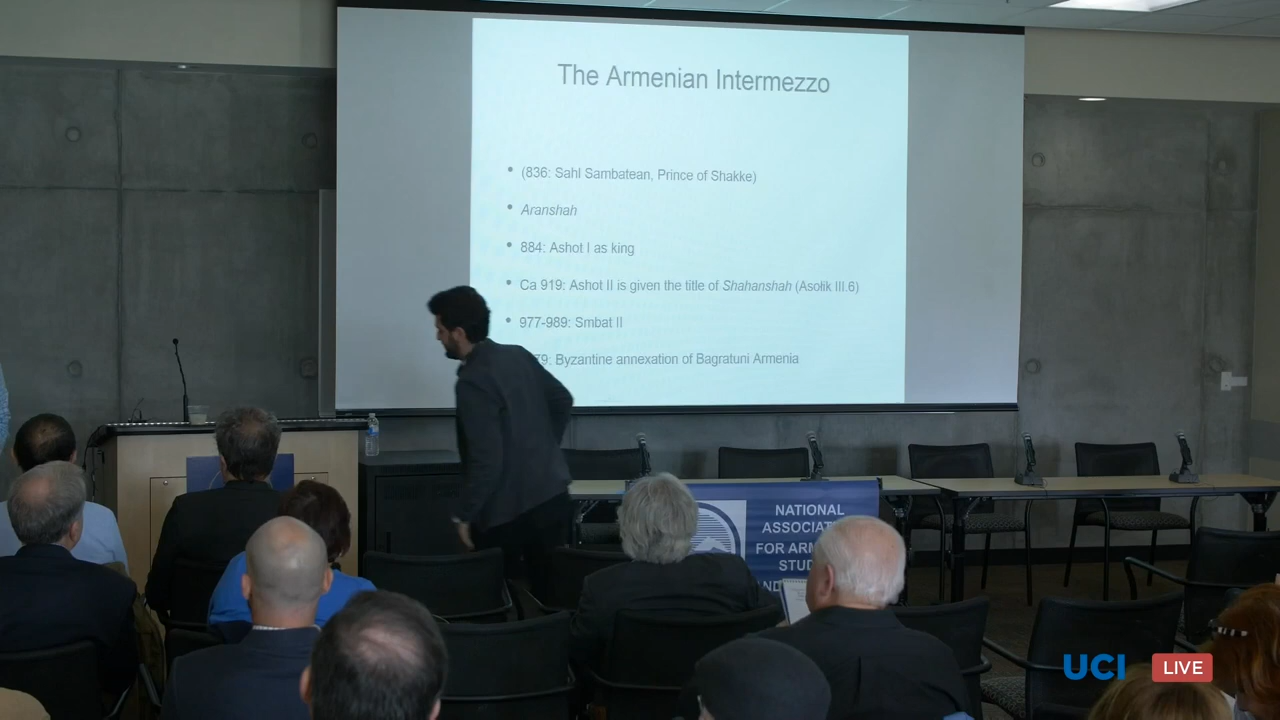 The Armenian Intermezzo
• (836: Sahl Sambatean, Prince of Shakke)
• Aranshah
• 884: Ashot I as king
• Ca 919: Ashot II is given the title of Shahanshah (Asołik III.6)
• 977-989: Smbat II
79: Byzantine annexation of Bagratuni Armenia
NATIONAL
FOR
UCI LIVE